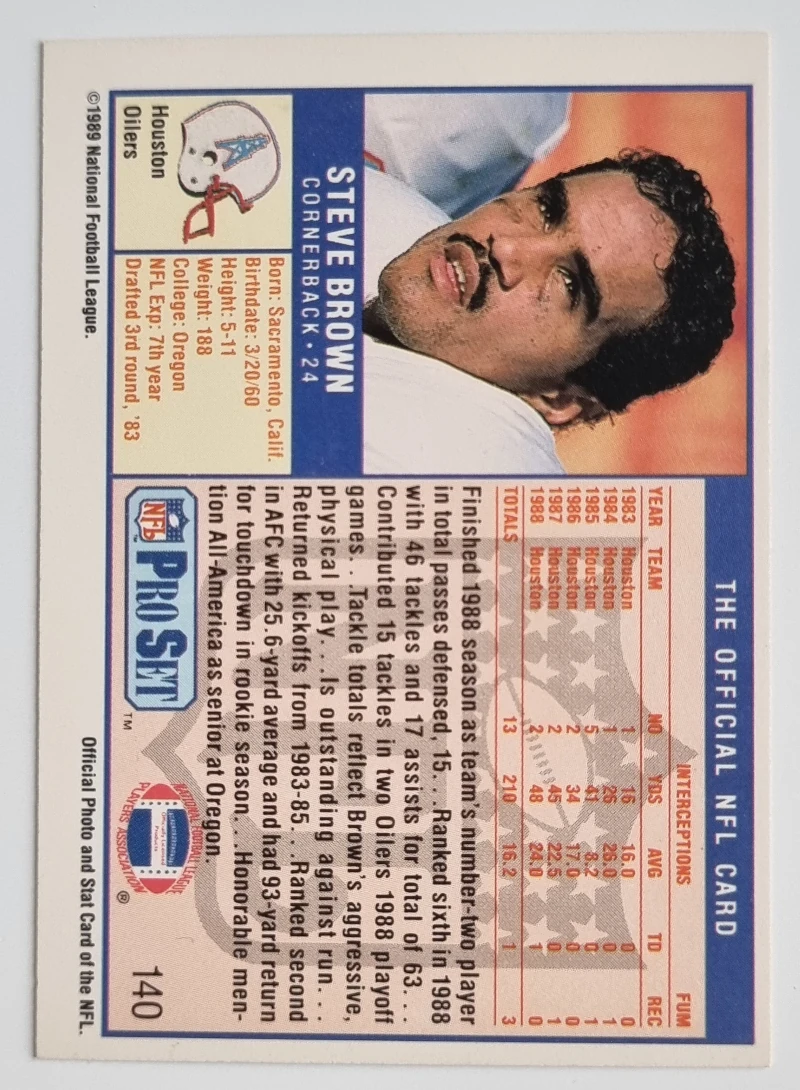 THE OFFICIAL NFL CARD
STEVE BROWN
CORNERBACK • 24
Houston
Oilers
Born: Sacramento, Calif.
Birthdate: 3/20/60
Height: 5-11
Weight: 188
College: Oregon
NFL Exp: 7th year
Drafted 3rd round, '83
INTERCEPTIONS FUM
YEAR TEAM NO YDS AVG TD REC
1983 Houston 1 16 16.0 0 0
1984 Houston 1 26 26.0 0 1
1985 Houston 5 41 8.2 0 1
1986 Houston 2 34 17.0 0 0
1987 Houston 2 45 22.5 0 1
1988 Houston 2 48 24.0 1 0
TOTALS 13 210 16.2 1 3
Finished 1988 season as team's number-two player
in total passes defensed, 15. . .Ranked sixth in 1988
with 46 tackles and 17 assists for total of 63. . .
Contributed 15 tackles in two Oilers 1988 playoff
games. . .Tackle totals reflect Brown's aggressive,
physical play. . .Is outstanding against run. . .
Returned kickoffs from 1983-85. . .Ranked second
in AFC with 25.6-yard average and had 93-yard return
for touchdown in rookie season. . .Honorable men-
tion All-America as senior at Oregon.
NFL PRO SET ™
NATIONAL FOOTBALL LEAGUE
Officially Licensed
Product
PLAYERS ASSOCIATION ®
140
©1989 National Football League.
Official Photo and Stat Card of the NFL.